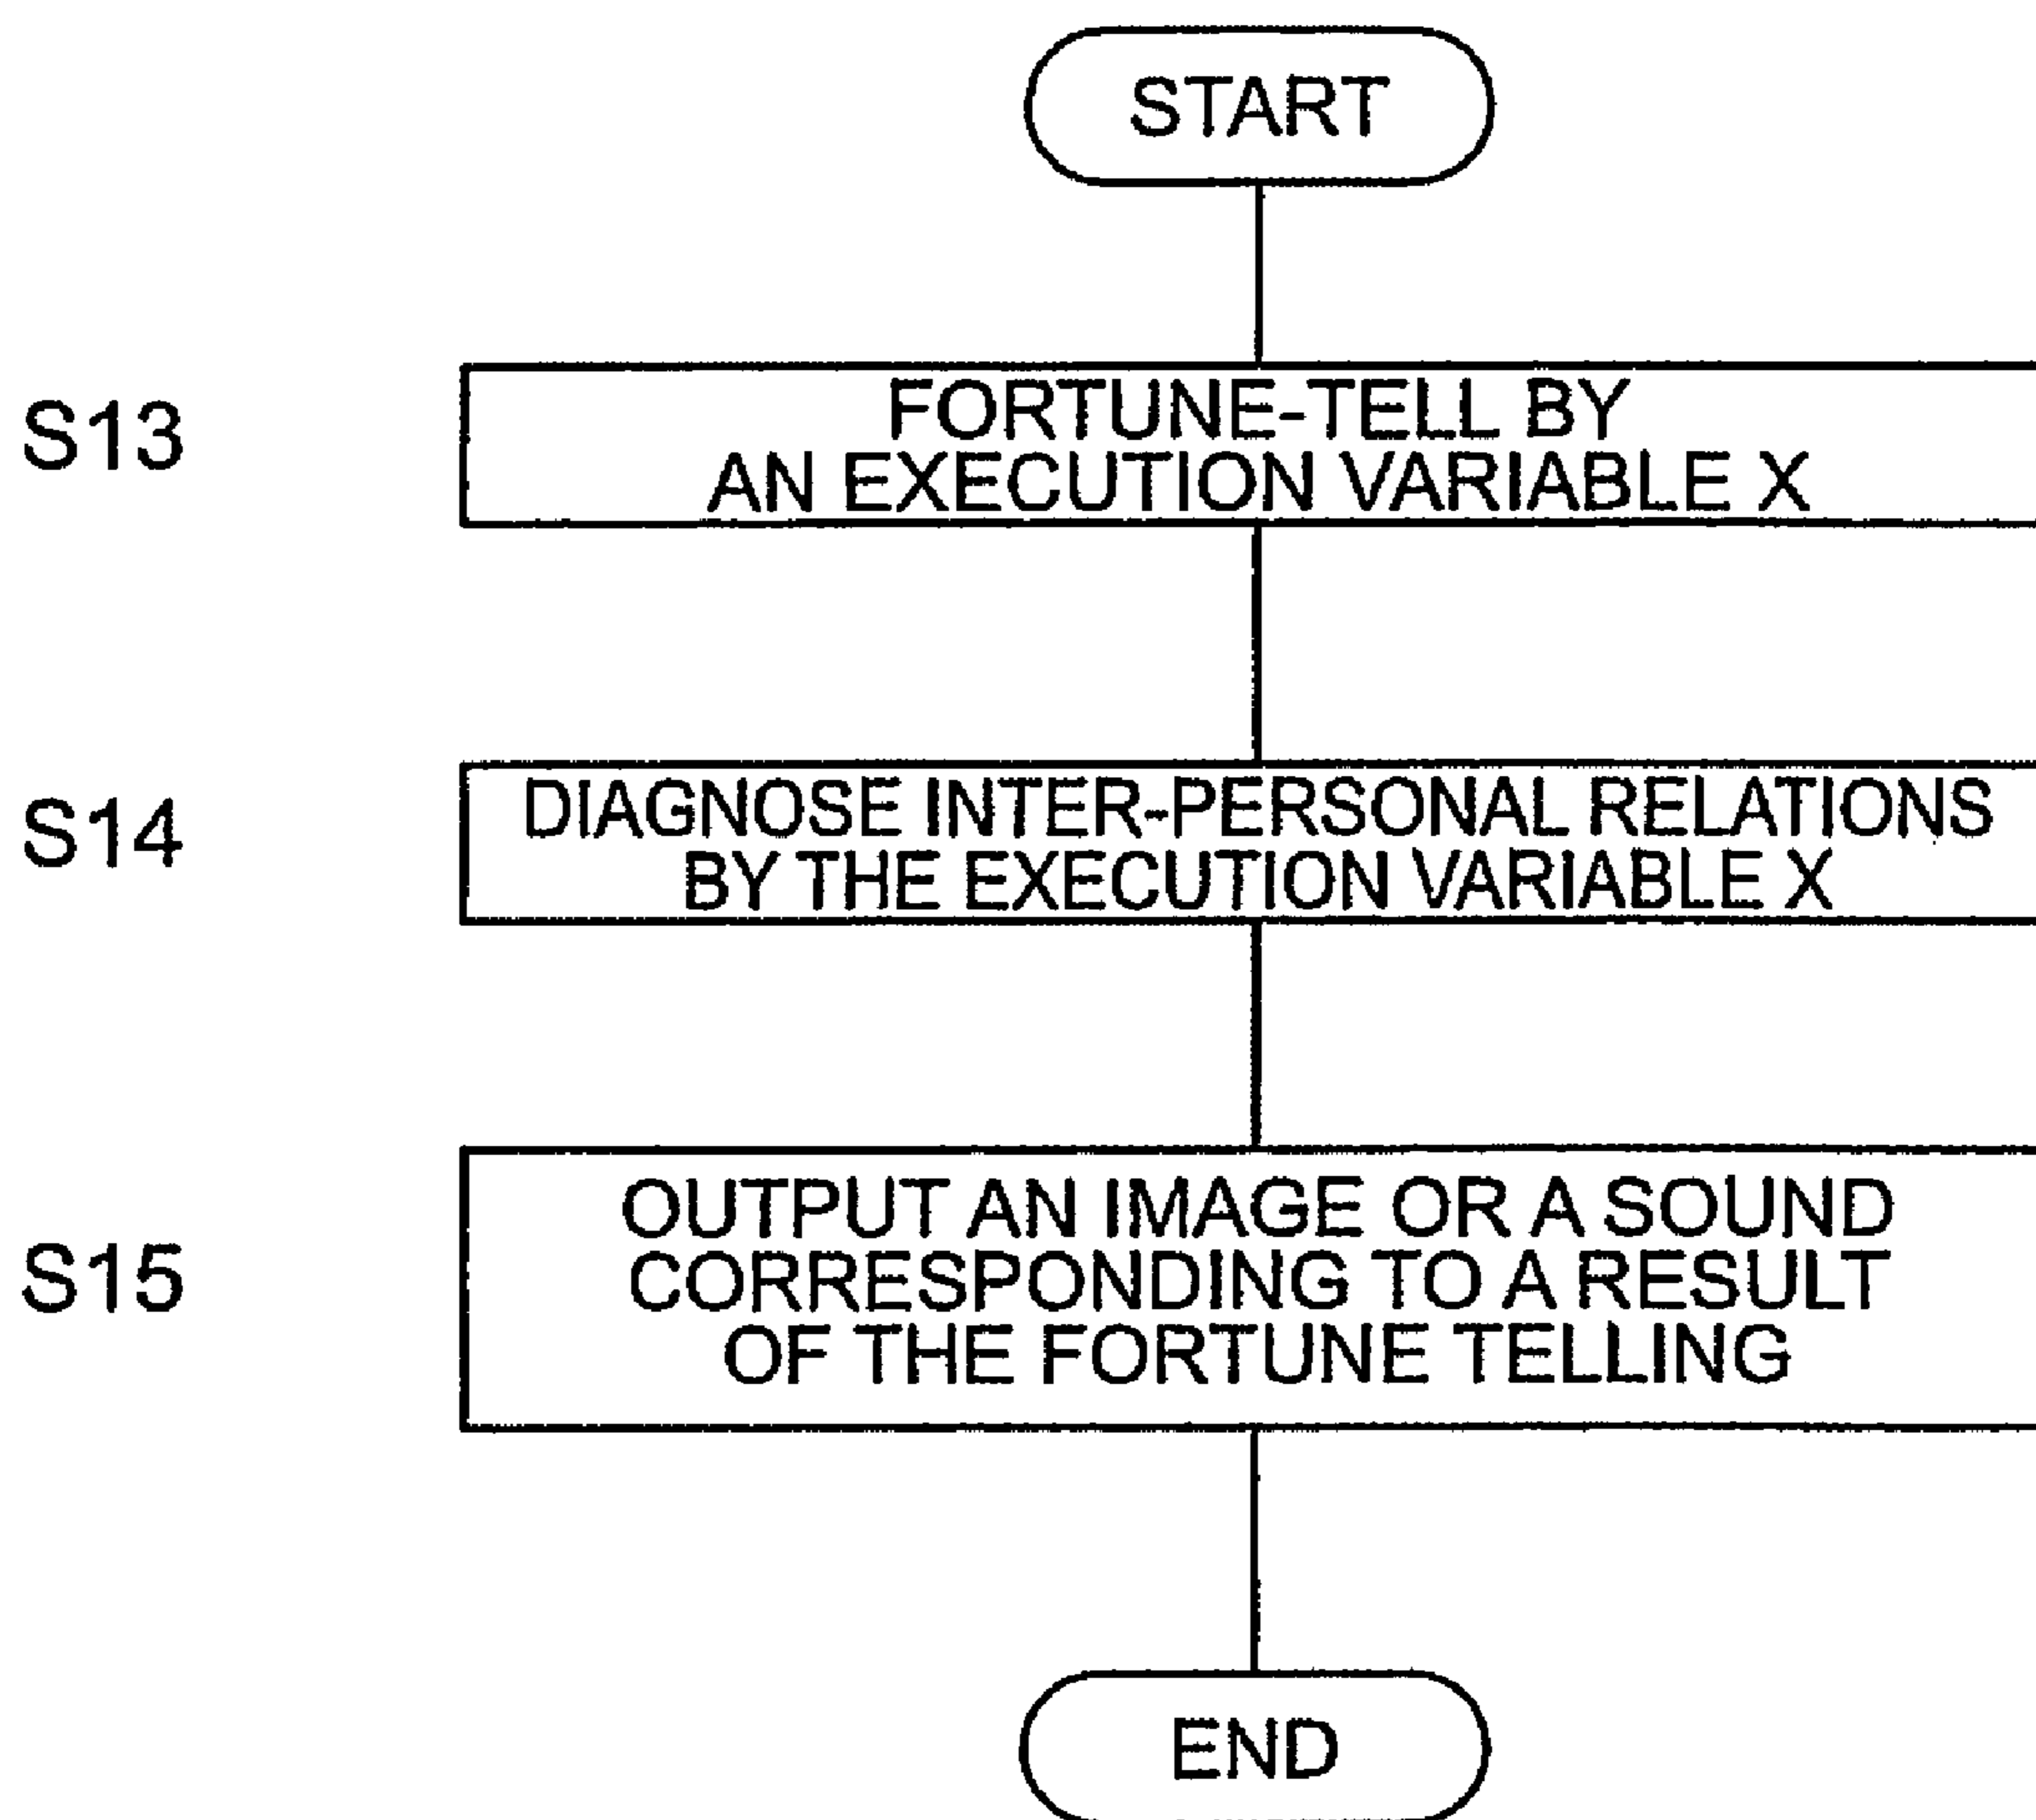 START
S13
FORTUNE-TELL BY
AN EXECUTION VARIABLE X
S14
DIAGNOSE INTER-PERSONAL RELATIONS
BY THE EXECUTION VARIABLE X
S15
OUTPUT AN IMAGE OR A SOUND
CORRESPONDING TO A RESULT
OF THE FORTUNE TELLING
END